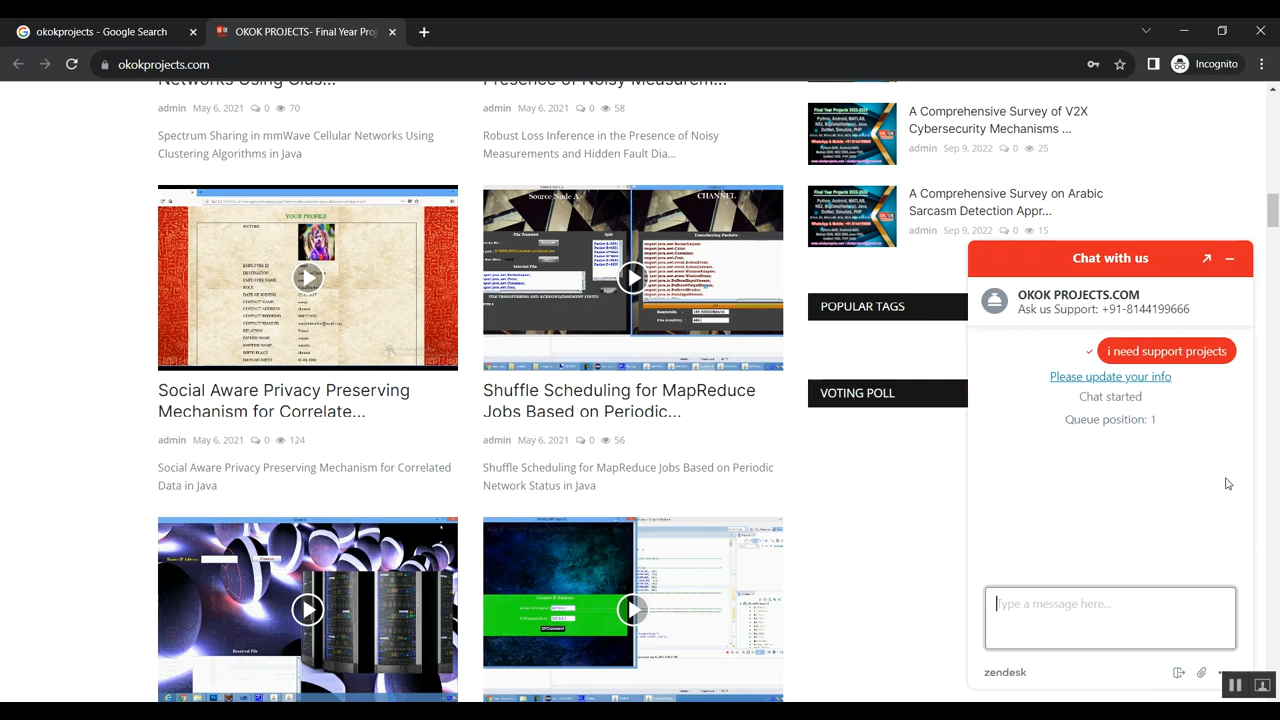 okokprojects - Google Search
OKOK PROJECTS- Final Year Proj
okokprojects.com
Incognito
Networks Using Clus...
Presence of Noisy Measurem...
admin May 6, 2021 0 70
admin May 6, 2021 0 58
Spectrum Sharing in mmWave Cellular Networks Using
Clustering Algorithms in Java
Robust Loss Inference in the Presence of Noisy
Measurements and Hidden Fault Dia...
A Comprehensive Survey of V2X
Cybersecurity Mechanisms ...
admin Sep 9, 2022 0 25
A Comprehensive Survey on Arabic
Sarcasm Detection Appr...
admin Sep 9, 2022 0 15
YOUR PROFILE
Source Node A
CHANNEL
Social Aware Privacy Preserving
Mechanism for Correlate...
admin May 6, 2021 0 124
Social Aware Privacy Preserving Mechanism for Correlated
Data in Java
Shuffle Scheduling for MapReduce
Jobs Based on Periodic...
admin May 6, 2021 0 56
Shuffle Scheduling for MapReduce Jobs Based on Periodic
Network Status in Java
POPULAR TAGS
VOTING POLL
Chat with us
OKOK PROJECTS.COM
Ask us Support +91- 8144199666
i need support projects
Please update your info
Chat started
Queue position: 1
Type a message here...
zendesk